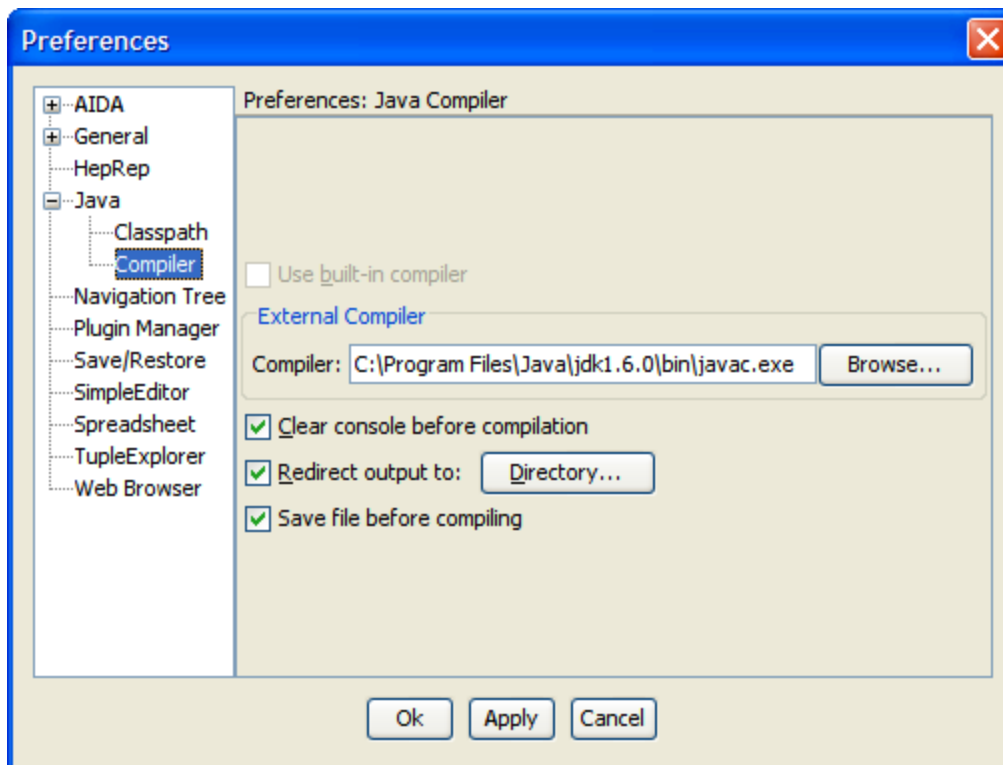 Preferences
AIDA
General
HepRep
Java
Classpath
Compiler
Navigation Tree
Plugin Manager
Save/Restore
SimpleEditor
Spreadsheet
TupleExplorer
Web Browser
Preferences: Java Compiler
Use built-in compiler
External Compiler
Compiler: C:\Program Files\Java\jdk1.6.0\bin\javac.exe Browse...
Clear console before compilation
Redirect output to: Directory...
Save file before compiling
Ok Apply Cancel